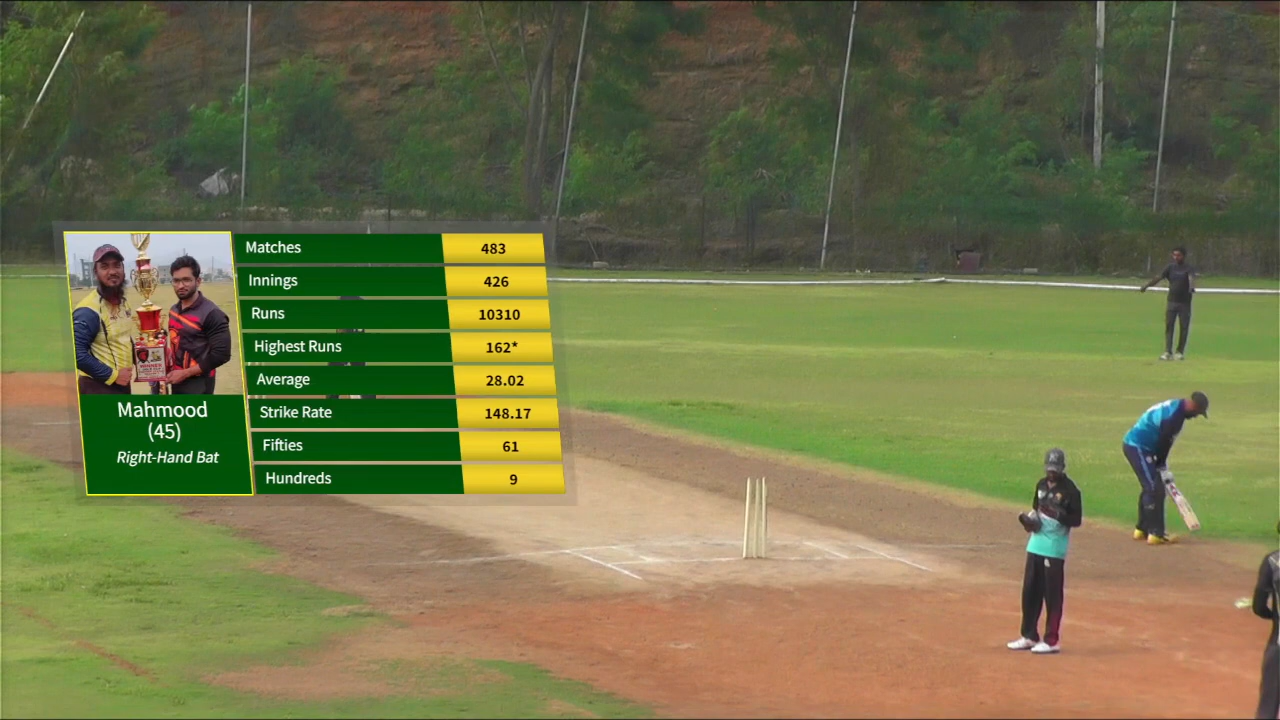 Mahmood
(45)
Right-Hand Bat
Matches 483
Innings 426
Runs 10310
Highest Runs 162*
Average 28.02
Strike Rate 148.17
Fifties 61
Hundreds 9